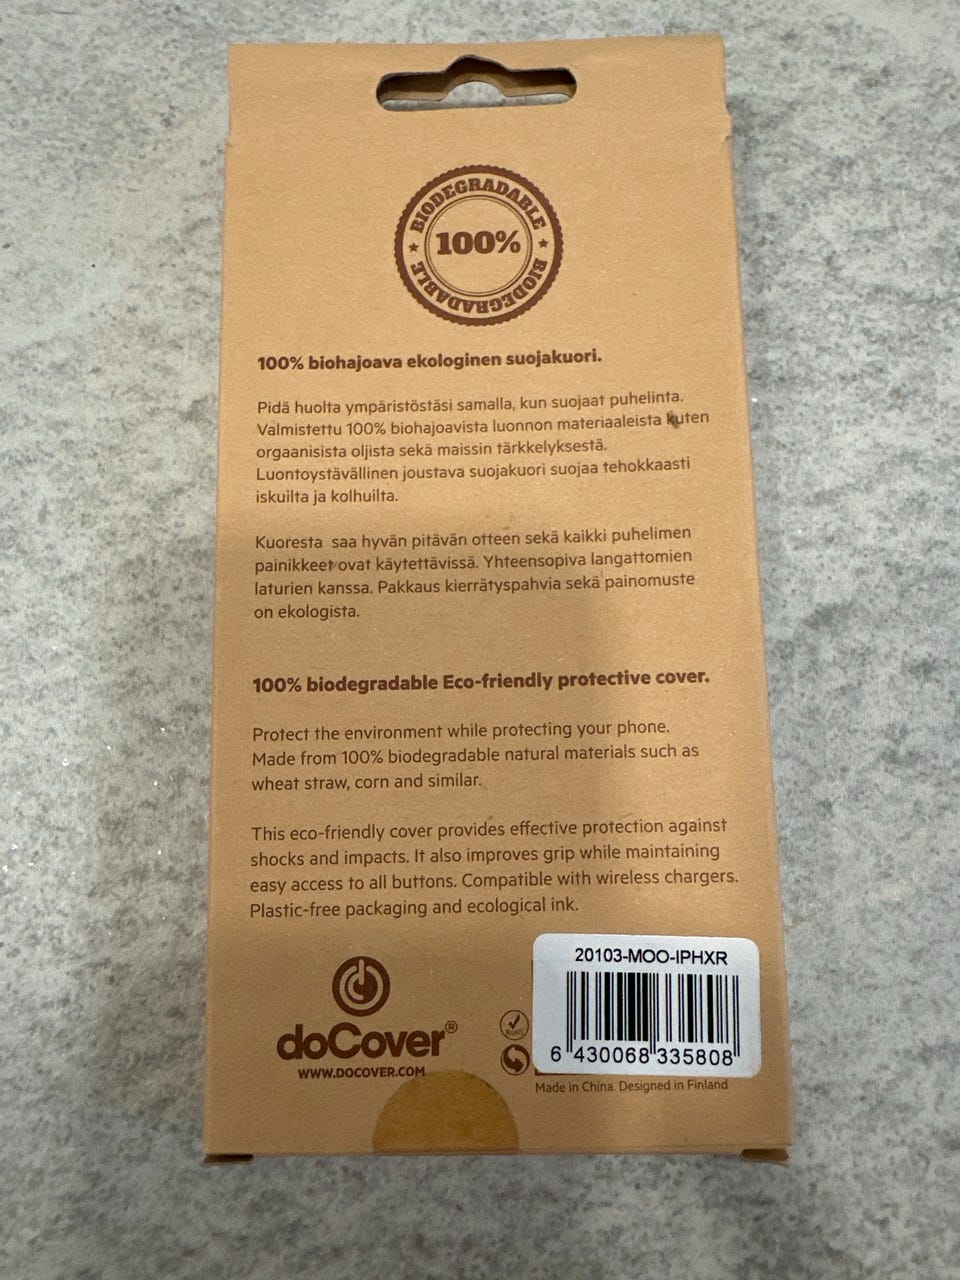 BIODEGRADABLE
100%
BIODEGRADABLE
100% biohajoava ekologinen suojakuori.
Pidä huolta ympäristöstäsi samalla, kun suojaat puhelinta.
Valmistettu 100% biohajoavista luonnon materiaaleista kuten
orgaanisista oljista sekä maissin tärkkelyksestä.
Luontoystävällinen joustava suojakuori suojaa tehokkaasti
iskuilta ja kolhuilta.
Kuoresta saa hyvän pitävän otteen sekä kaikki puhelimen
painikkeet ovat käytettävissä. Yhteensopiva langattomien
laturien kanssa. Pakkaus kierrätyspahvia sekä painomuste
on ekologista.
100% biodegradable Eco-friendly protective cover.
Protect the environment while protecting your phone.
Made from 100% biodegradable natural materials such as
wheat straw, corn and similar.
This eco-friendly cover provides effective protection against
shocks and impacts. It also improves grip while maintaining
easy access to all buttons. Compatible with wireless chargers.
Plastic-free packaging and ecological ink.
doCover®
WWW.DOCOVER.COM
RoHS
20103-MOO-IPHXR
6 430068 335808
Made in China. Designed in Finland